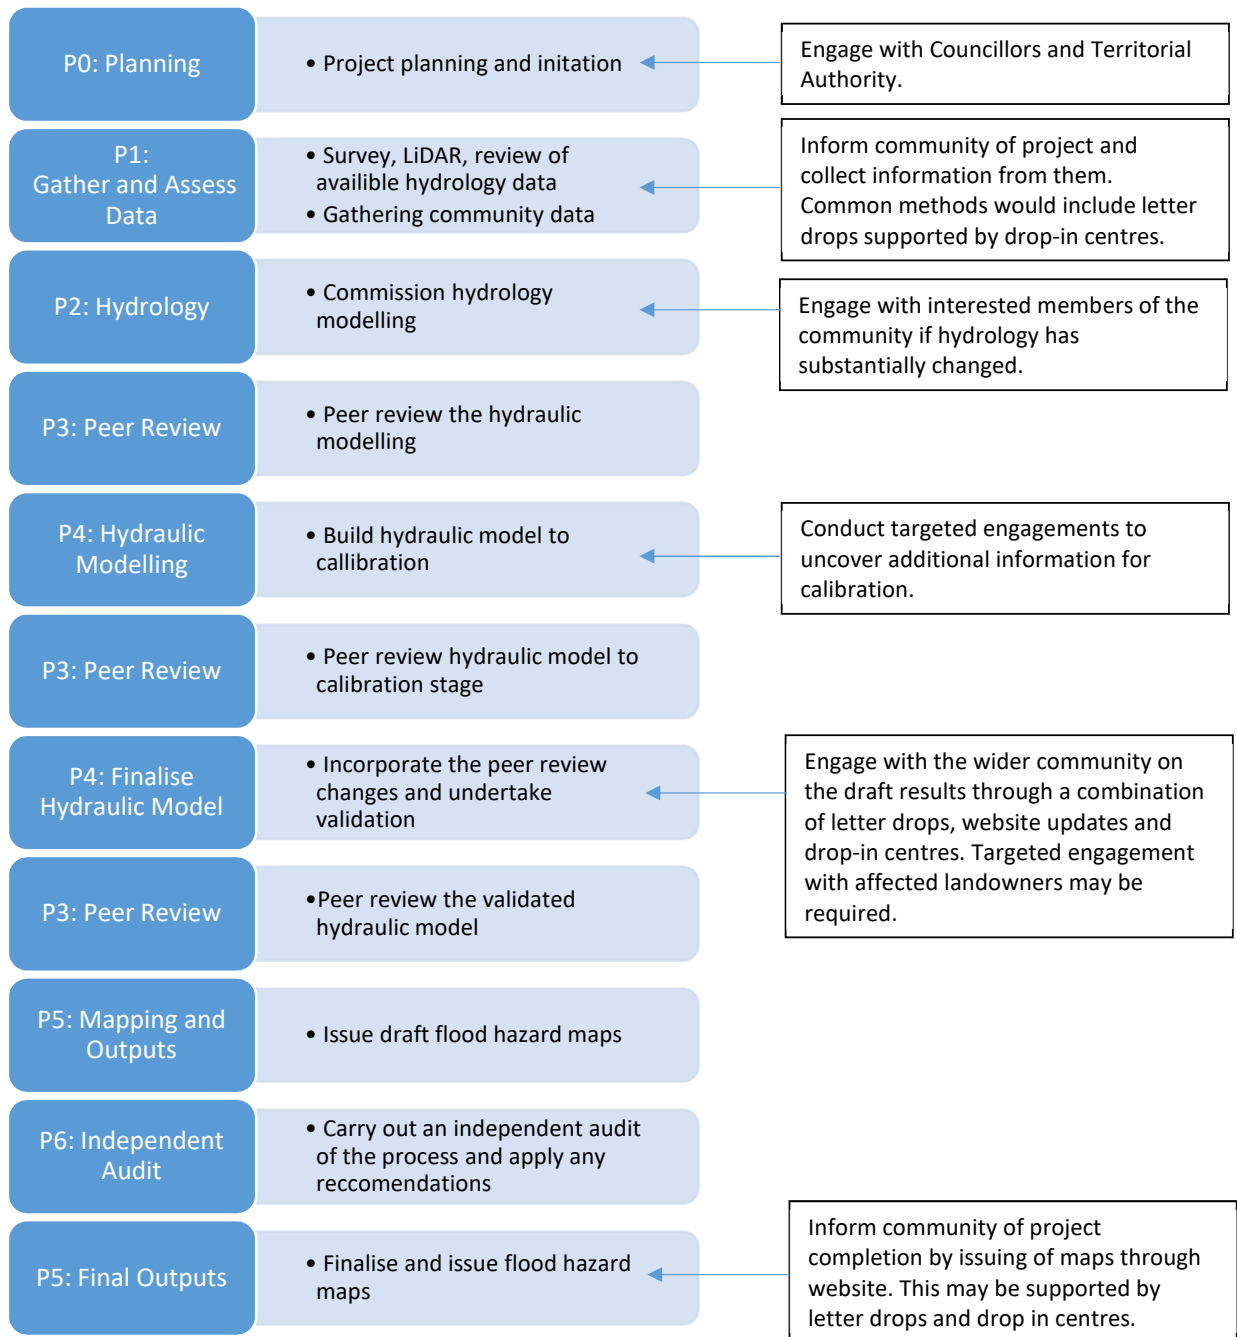 P0: Planning
• Project planning and initation
Engage with Councillors and Territorial
Authority.
P1:
Gather and Assess
Data
• Survey, LiDAR, review of
availible hydrology data
• Gathering community data
Inform community of project and
collect information from them.
Common methods would include letter
drops supported by drop-in centres.
P2: Hydrology
• Commission hydrology
modelling
Engage with interested members of the
community if hydrology has
substantially changed.
P3: Peer Review
• Peer review the hydraulic
modelling
P4: Hydraulic
Modelling
• Build hydraulic model to
callibration
Conduct targeted engagements to
uncover additional information for
calibration.
P3: Peer Review
• Peer review hydraulic model to
calibration stage
P4: Finalise
Hydraulic Model
• Incorporate the peer review
changes and undertake
validation
Engage with the wider community on
the draft results through a combination
of letter drops, website updates and
drop-in centres. Targeted engagement
with affected landowners may be
required.
P3: Peer Review
•Peer review the validated
hydraulic model
P5: Mapping and
Outputs
• Issue draft flood hazard maps
P6: Independent
Audit
• Carry out an independent audit
of the process and apply any
reccomendations
P5: Final Outputs
• Finalise and issue flood hazard
maps
Inform community of project
completion by issuing of maps through
website. This may be supported by
letter drops and drop in centres.